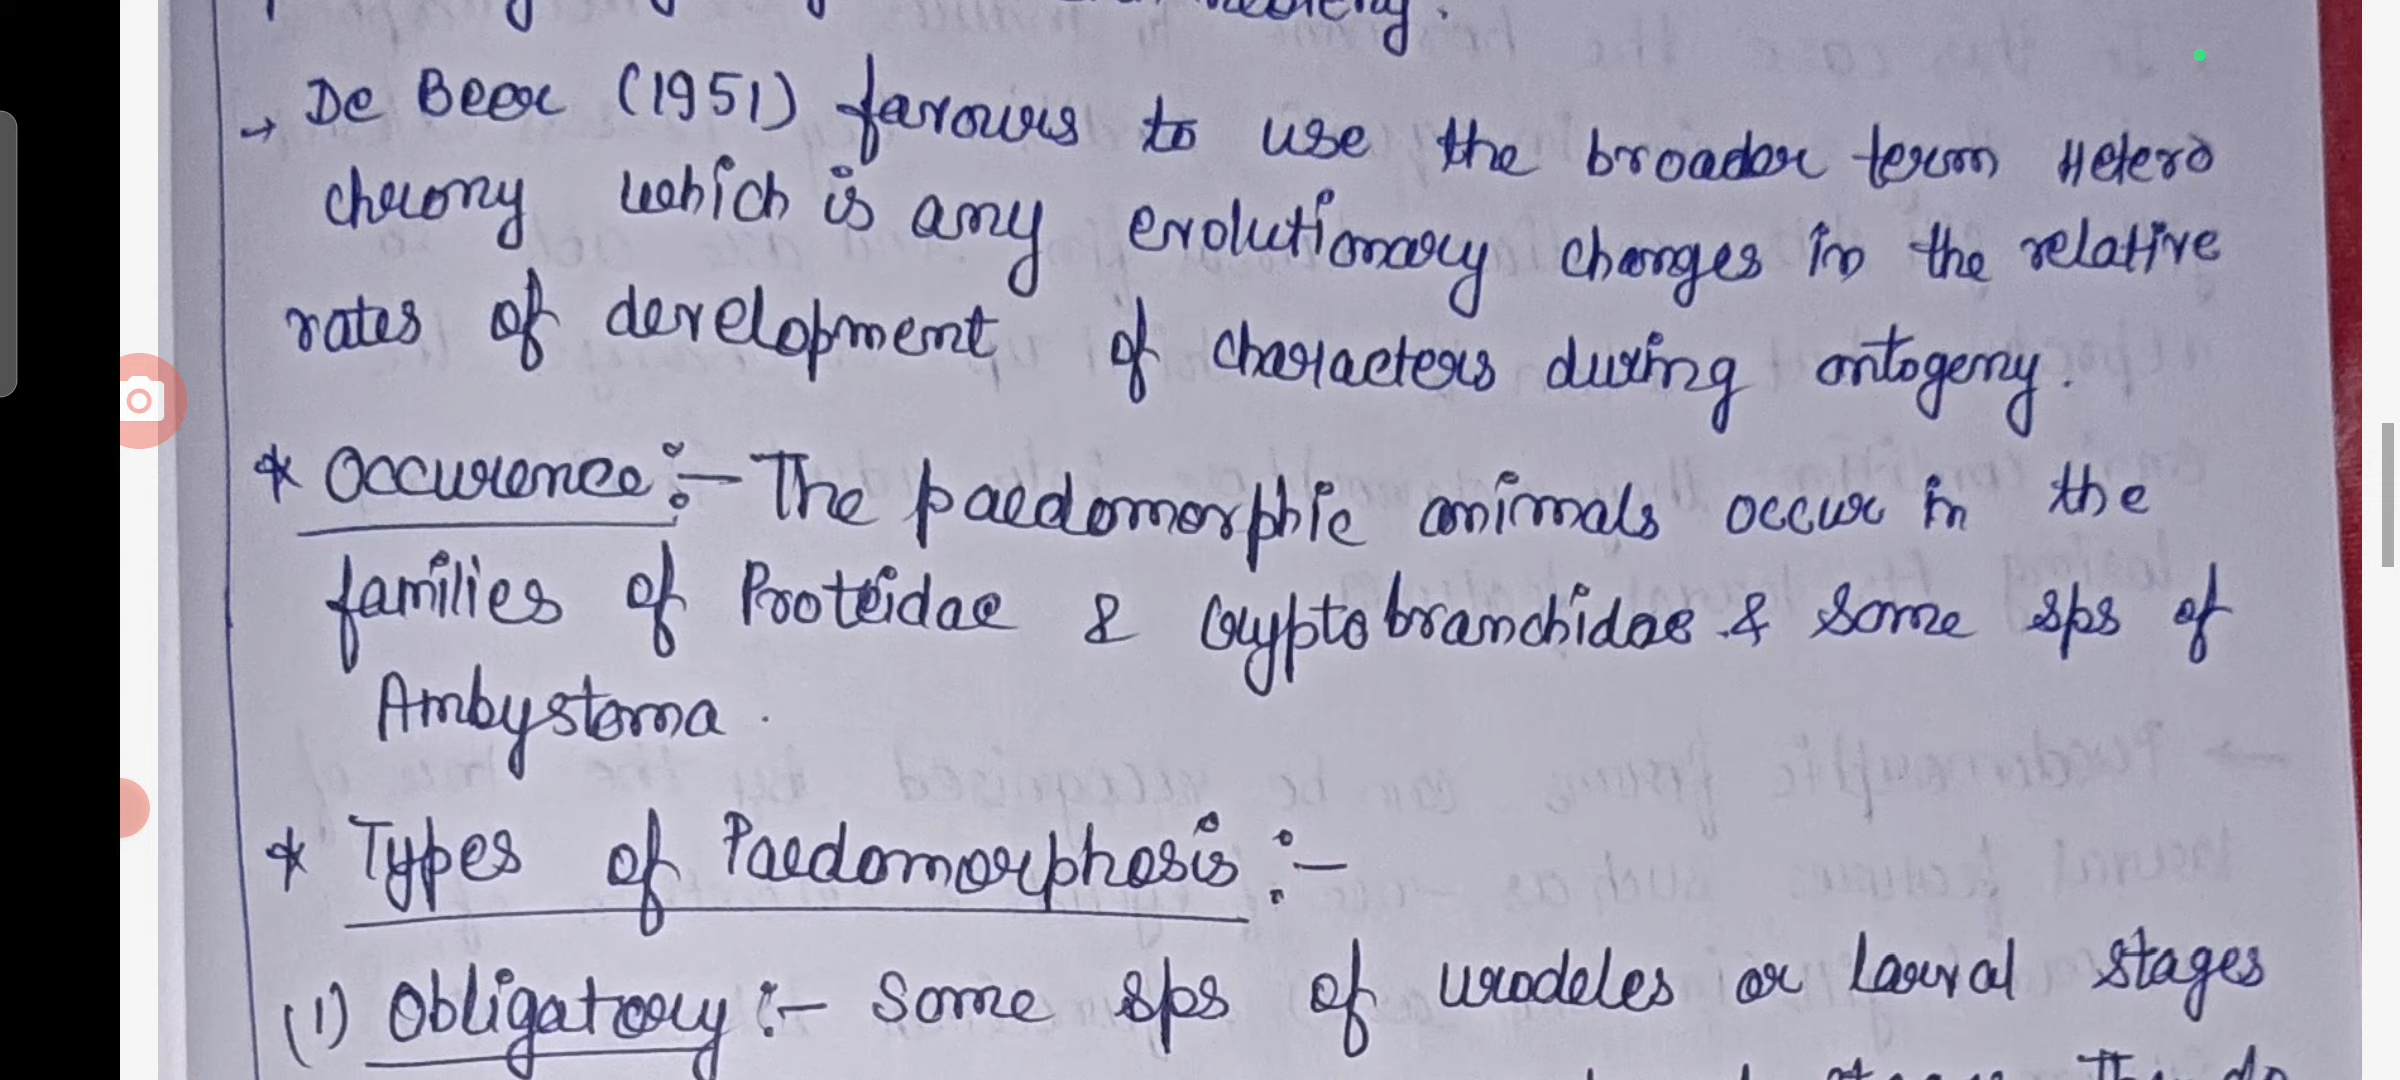 → De Beer (1951) favours to use the broader term Hetero
chrony which is any evolutionary changes in the relative
rates of development of characters during ontogeny.
* Occurence :- The paedomorphic animals occur in the
families of Proteidae & Cryptobranchidae & some sps of
Ambystoma.
* Types of Paedomorphosis :-
(1) Obligatory :- Some sps of urodeles or larval stages